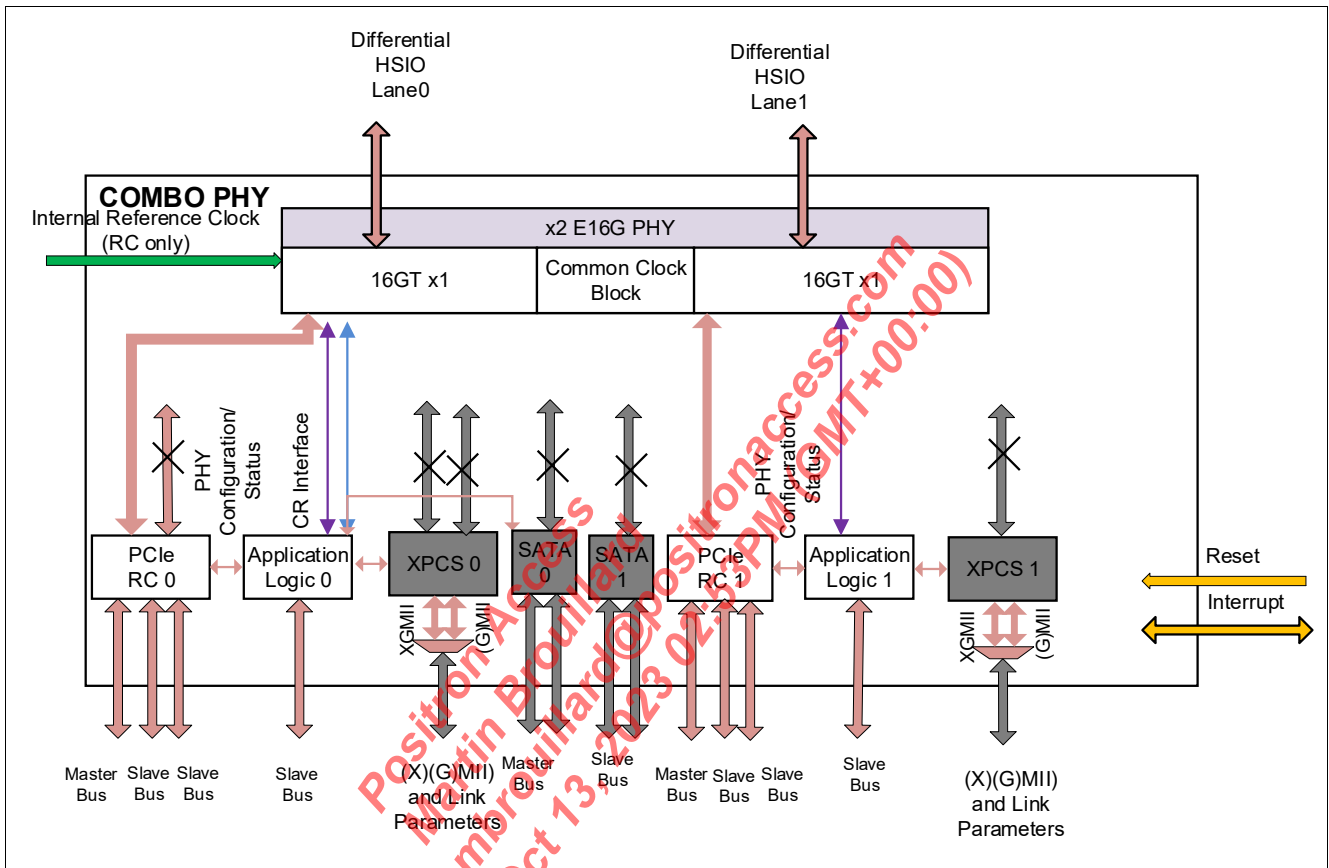 Differential
HSIO
Lane0
Differential
HSIO
Lane1
COMBO PHY
Internal Reference Clock
(RC only)
x2 E16G PHY
16GT x1
Common Clock
Block
16GT x1
PHY
Configuration/
Status
CR Interface
PHY
Configuration/
Status
PCIe
RC 0
Application
Logic 0
XPCS 0
SATA
0
SATA
1
PCIe
RC 1
Application
Logic 1
XPCS 1
Reset
Interrupt
XGMII
(G)MII
XGMII
(G)MII
Master
Bus
Slave
Bus
Slave
Bus
Slave
Bus
(X)(G)MII)
and Link
Parameters
Master
Bus
Slave
Bus
Master
Bus
Slave
Bus
Slave
Bus
Slave
Bus
(X)(G)MII)
and Link
Parameters
Positron Access
Martin Brouillard
mbrouillard@positronaccess.com
Oct 13, 2023 02:53PM (GMT+00:00)